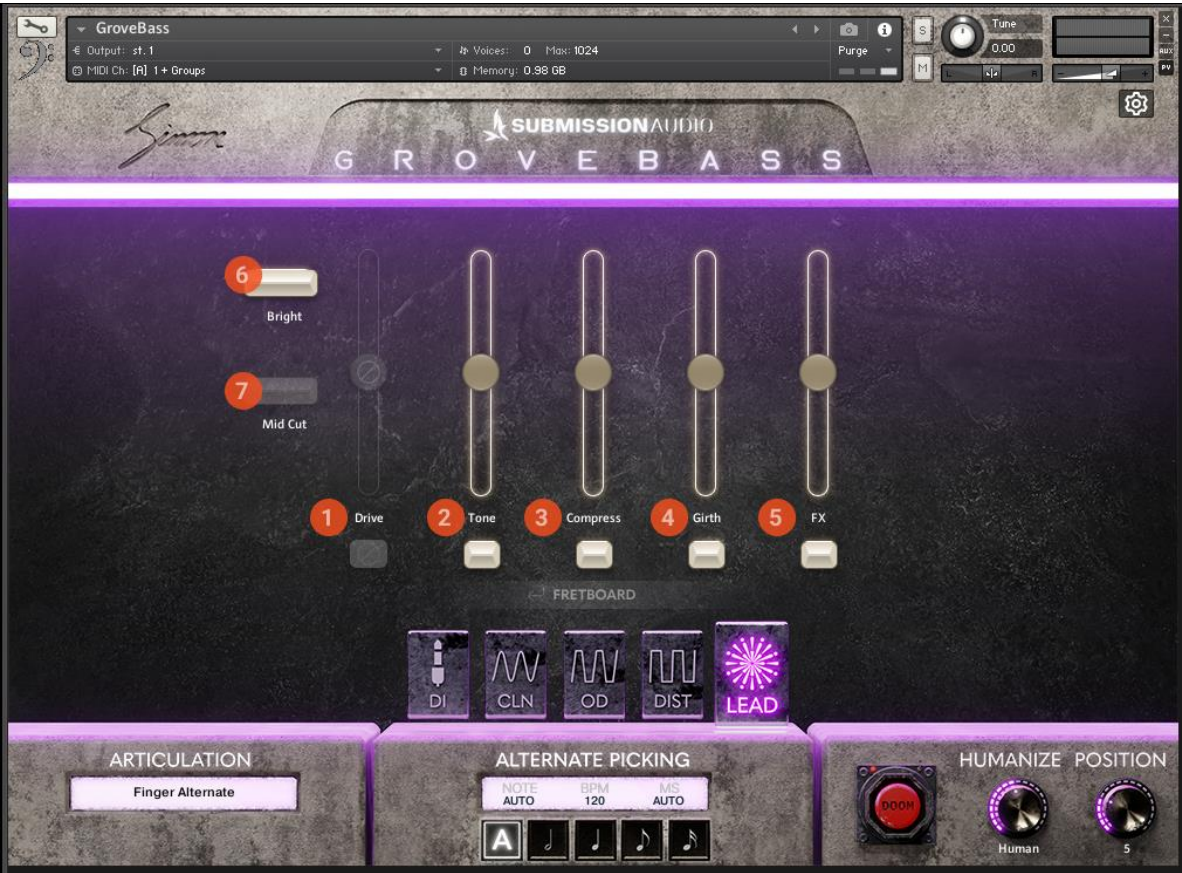 GroveBass
S
Tune
Output: st. 1
Voices: 0 Max: 1024
Purge
0.00
MIDI Ch: [A] 1 + Groups
Memory: 0.98 GB
M
L
R
AUX
PV
SUBMISSION AUDIO
GROVEBASS
6
Bright
7
Mid Cut
1 Drive
2 Tone
3 Compress
4 Girth
5 FX
FRETBOARD
DI
CLN
OD
DIST
LEAD
ARTICULATION
Finger Alternate
ALTERNATE PICKING
NOTE BPM MS
AUTO 120 AUTO
A
DOOM
HUMANIZE POSITION
Human 5